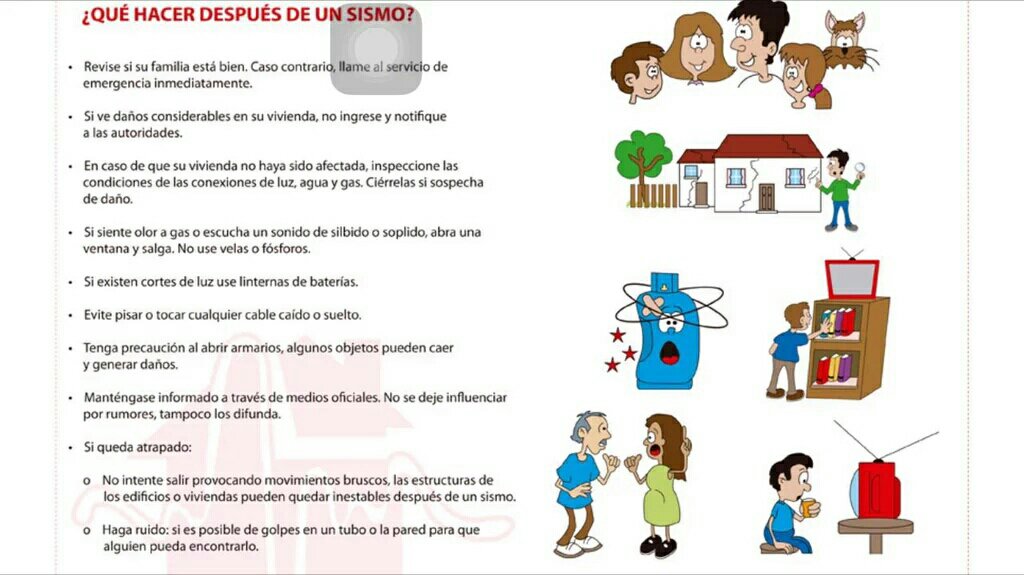 ¿QUÉ HACER DESPUÉS DE UN SISMO?
• Revise si su familia está bien. Caso contrario, llame al servicio de
emergencia inmediatamente.
• Si ve daños considerables en su vivienda, no ingrese y notifique
a las autoridades.
• En caso de que su vivienda no haya sido afectada, inspeccione las
condiciones de las conexiones de luz, agua y gas. Ciérrelas si sospecha
de daño.
• Si siente olor a gas o escucha un sonido de silbido o soplido, abra una
ventana y salga. No use velas o fósforos.
• Si existen cortes de luz use linternas de baterías.
• Evite pisar o tocar cualquier cable caído o suelto.
• Tenga precaución al abrir armarios, algunos objetos pueden caer
y generar daños.
• Manténgase informado a través de medios oficiales. No se deje influenciar
por rumores, tampoco los difunda.
• Si queda atrapado:
o No intente salir provocando movimientos bruscos, las estructuras de
los edificios o viviendas pueden quedar inestables después de un sismo.
o Haga ruido: si es posible de golpes en un tubo o la pared para que
alguien pueda encontrarlo.